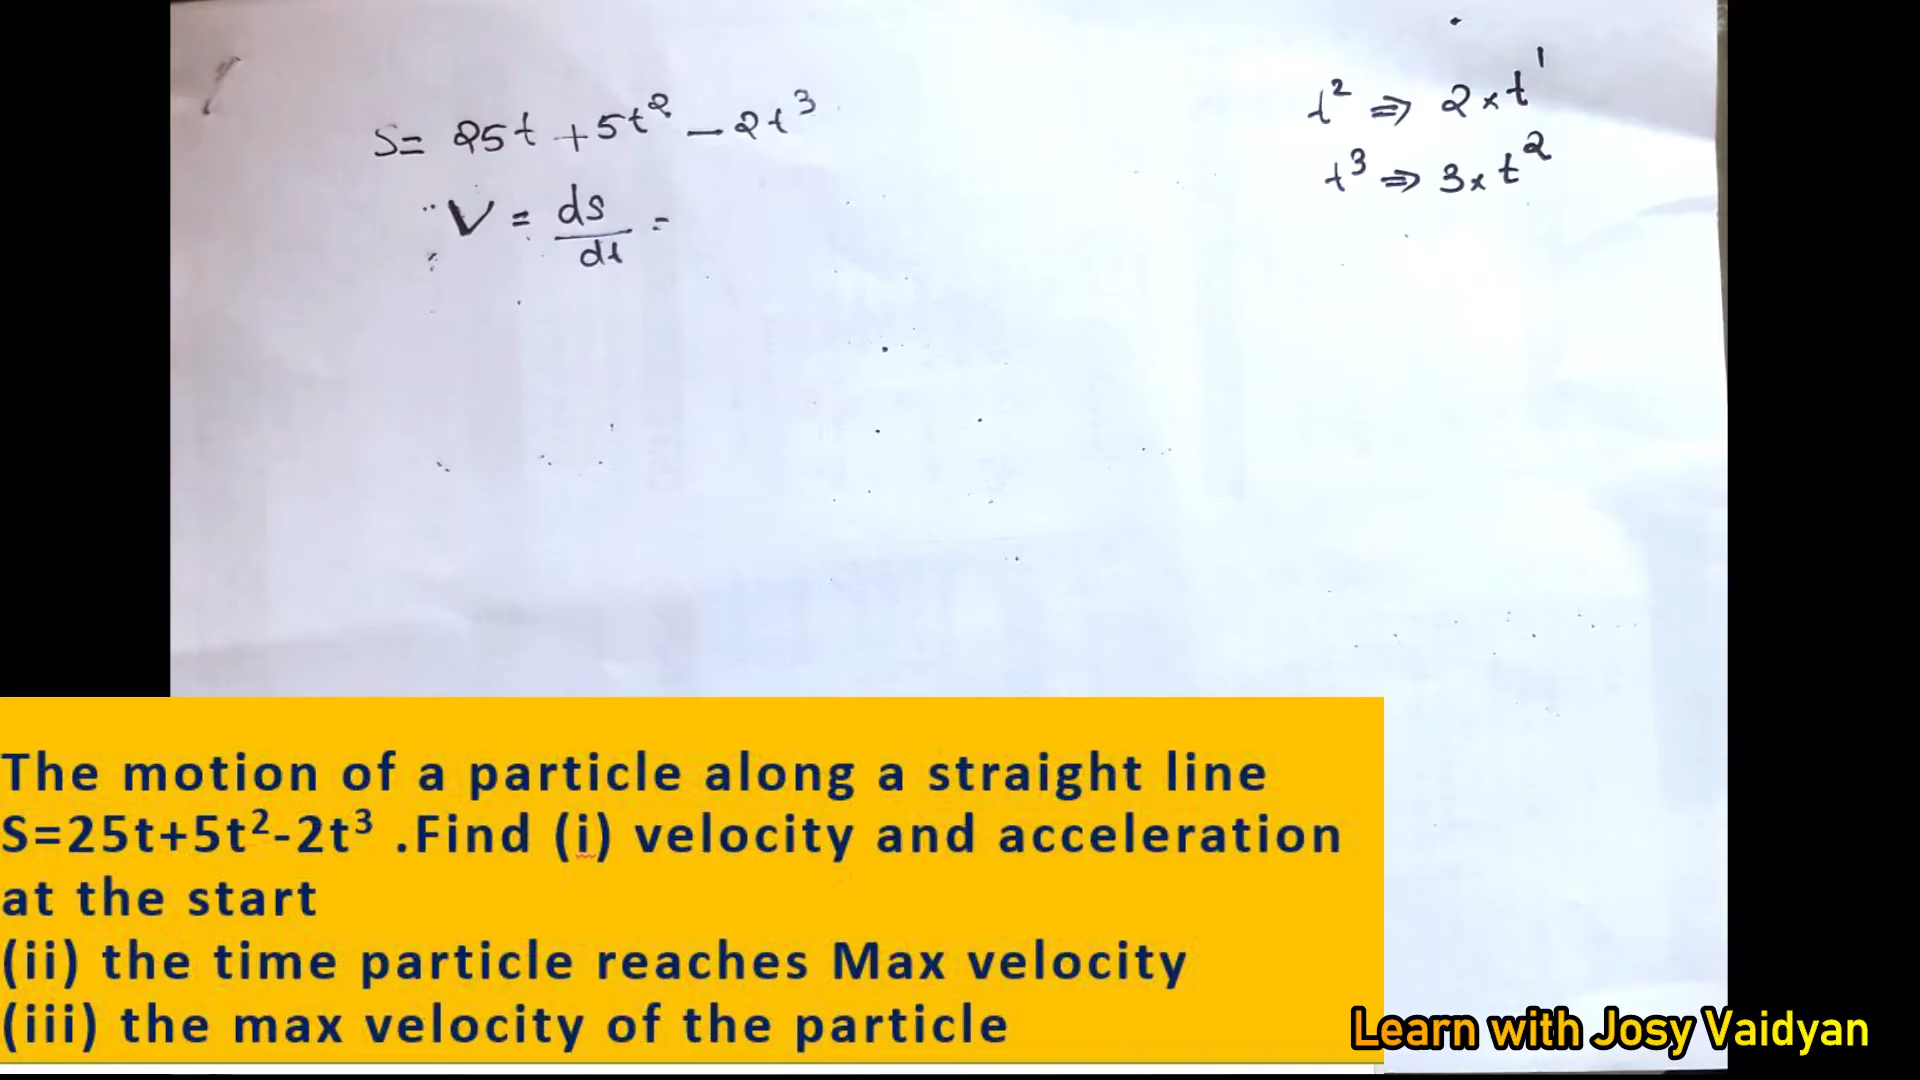 S= 25t + 5t² - 2t³
∴ V = ds/dt =
t² ⇒ 2×t¹
t³ ⇒ 3×t²
The motion of a particle along a straight line
S=25t+5t²-2t³ .Find (i) velocity and acceleration
at the start
(ii) the time particle reaches Max velocity
(iii) the max velocity of the particle
Learn with Josy Vaidyan